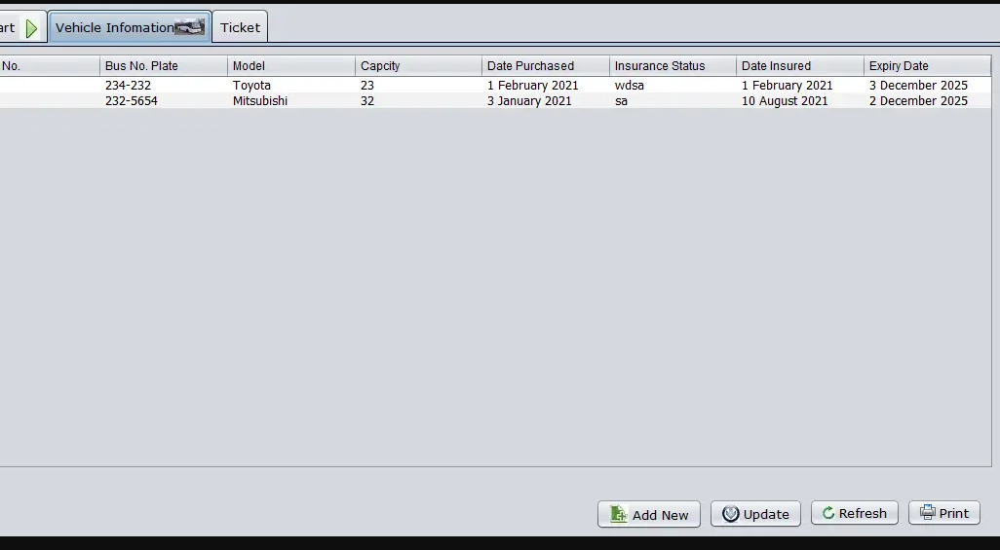 art Vehicle Infomation Ticket
No. Bus No. Plate Model Capcity Date Purchased Insurance Status Date Insured Expiry Date
234-232 Toyota 23 1 February 2021 wdsa 1 February 2021 3 December 2025
232-5654 Mitsubishi 32 3 January 2021 sa 10 August 2021 2 December 2025
Add New Update Refresh Print